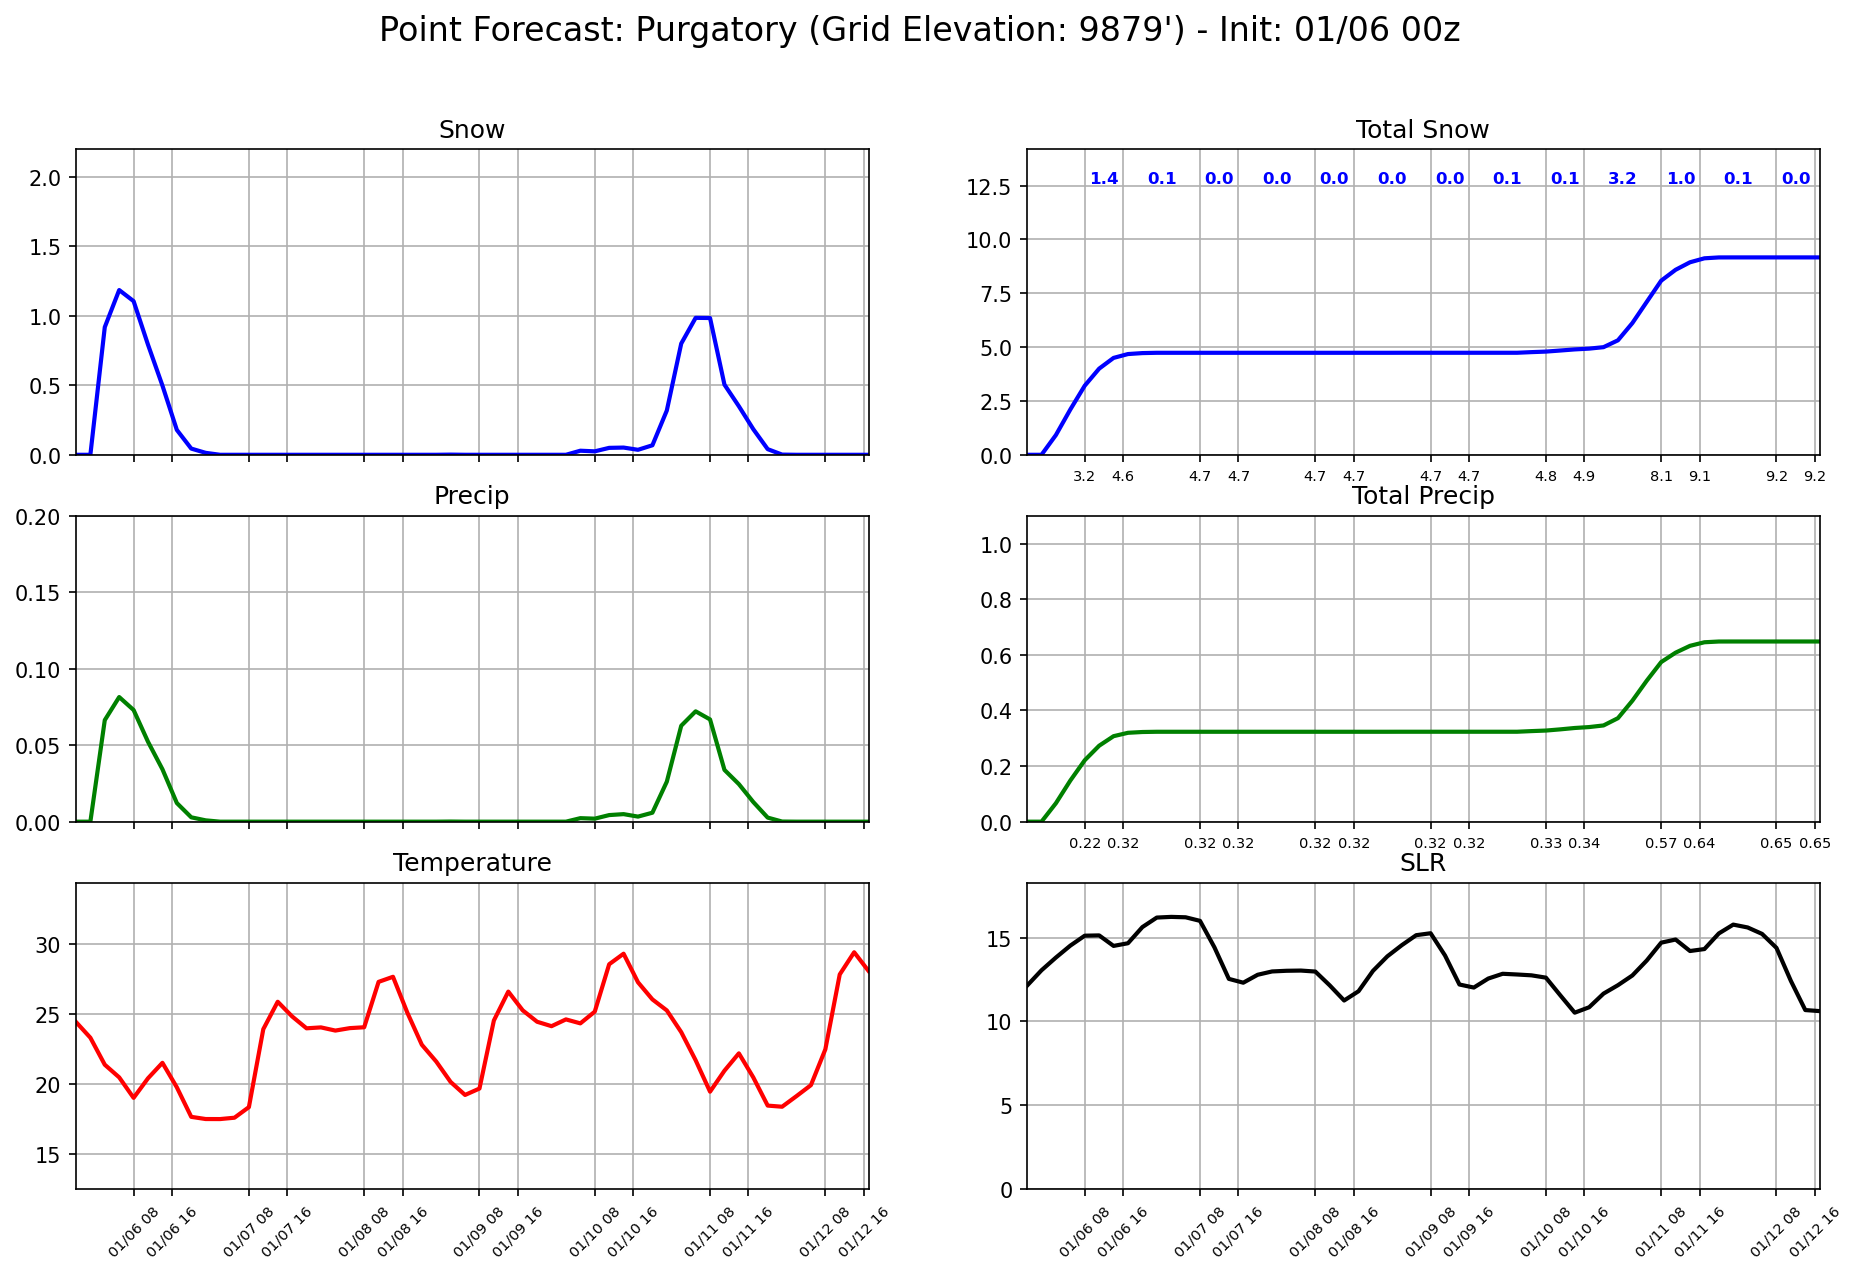 Point Forecast: Purgatory (Grid Elevation: 9879') - Init: 01/06 00z
Snow
2.0
1.5
1.0
0.5
0.0
Total Snow
1.4 0.1 0.0 0.0 0.0 0.0 0.0 0.1 0.1 3.2 1.0 0.1 0.0
12.5
10.0
7.5
5.0
2.5
0.0
3.2 4.6 4.7 4.7 4.7 4.7 4.7 4.7 4.8 4.9 8.1 9.1 9.2 9.2
Precip
0.20
0.15
0.10
0.05
0.00
Total Precip
1.0
0.8
0.6
0.4
0.2
0.0
0.22 0.32 0.32 0.32 0.32 0.32 0.32 0.32 0.33 0.34 0.57 0.64 0.65 0.65
Temperature
30
25
20
15
01/06 08 01/06 16 01/07 08 01/07 16 01/08 08 01/08 16 01/09 08 01/09 16 01/10 08 01/10 16 01/11 08 01/11 16 01/12 08 01/12 16
SLR
15
10
5
0
01/06 08 01/06 16 01/07 08 01/07 16 01/08 08 01/08 16 01/09 08 01/09 16 01/10 08 01/10 16 01/11 08 01/11 16 01/12 08 01/12 16